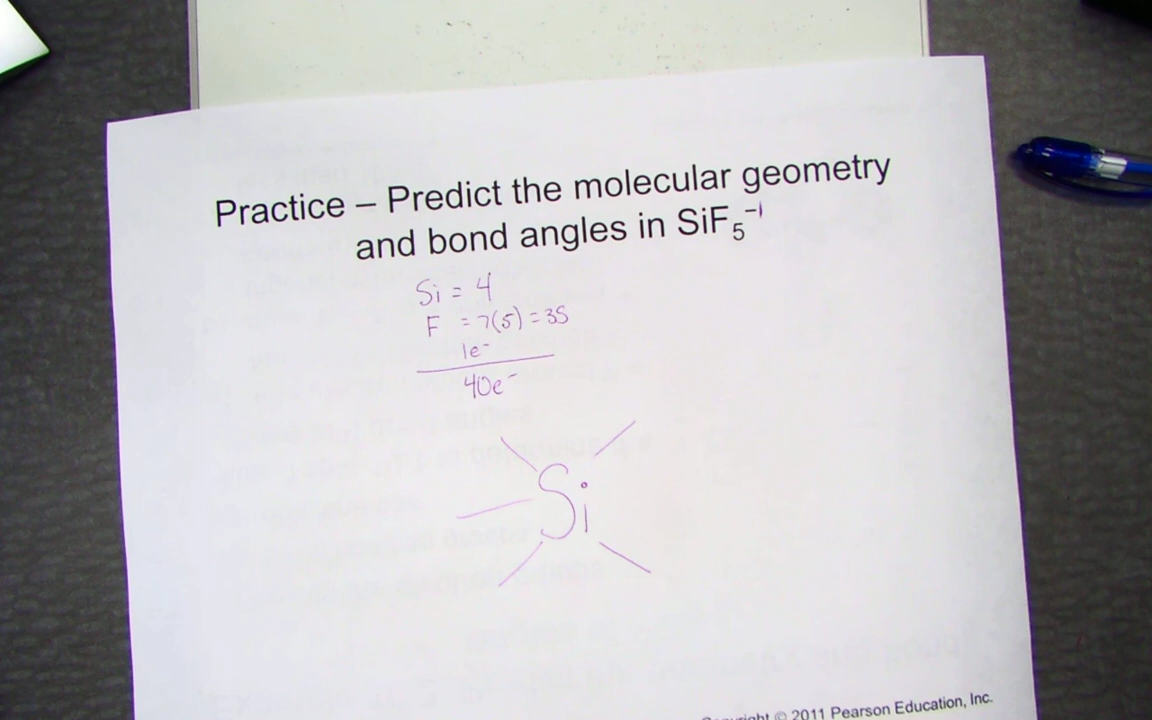 Practice – Predict the molecular geometry
and bond angles in SiF₅⁻¹
Si = 4
F = 7(5) = 35
1e⁻
40e⁻
Si
© 2011 Pearson Education, Inc.